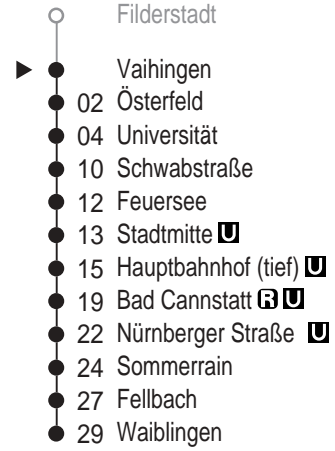 Filderstadt
Vaihingen
02 Österfeld
04 Universität
10 Schwabstraße
12 Feuersee
13 Stadtmitte U
15 Hauptbahnhof (tief) U
19 Bad Cannstatt R U
22 Nürnberger Straße U
24 Sommerrain
27 Fellbach
29 Waiblingen